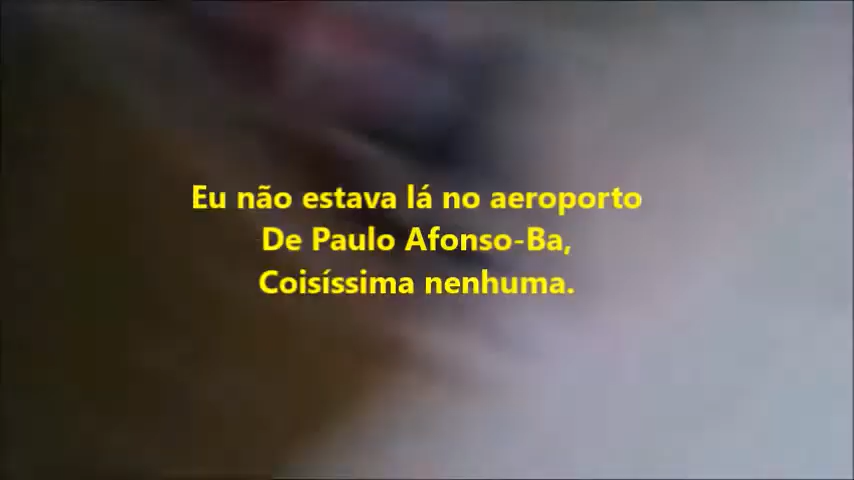 Eu não estava lá no aeroporto
De Paulo Afonso-Ba,
Coisíssima nenhuma.